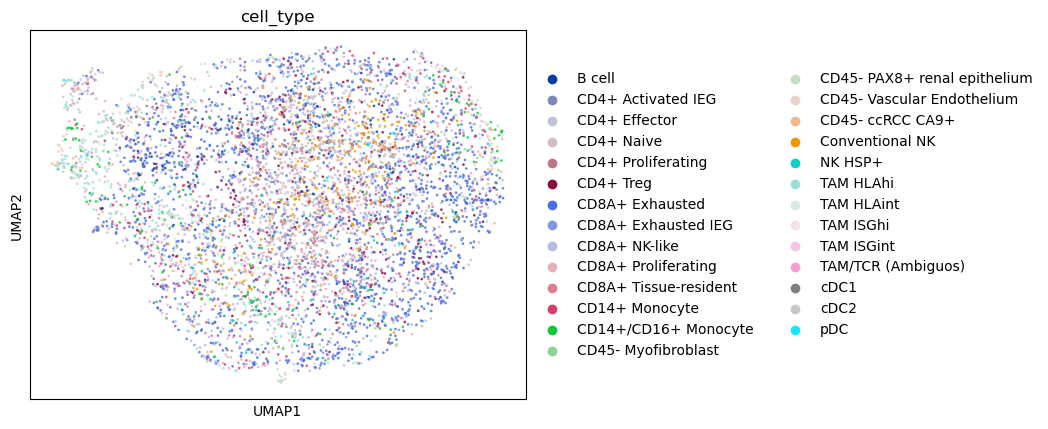 cell_type
UMAP2
UMAP1
B cell
CD4+ Activated IEG
CD4+ Effector
CD4+ Naive
CD4+ Proliferating
CD4+ Treg
CD8A+ Exhausted
CD8A+ Exhausted IEG
CD8A+ NK-like
CD8A+ Proliferating
CD8A+ Tissue-resident
CD14+ Monocyte
CD14+/CD16+ Monocyte
CD45- Myofibroblast
CD45- PAX8+ renal epithelium
CD45- Vascular Endothelium
CD45- ccRCC CA9+
Conventional NK
NK HSP+
TAM HLAhi
TAM HLAint
TAM ISGhi
TAM ISGint
TAM/TCR (Ambiguos)
cDC1
cDC2
pDC